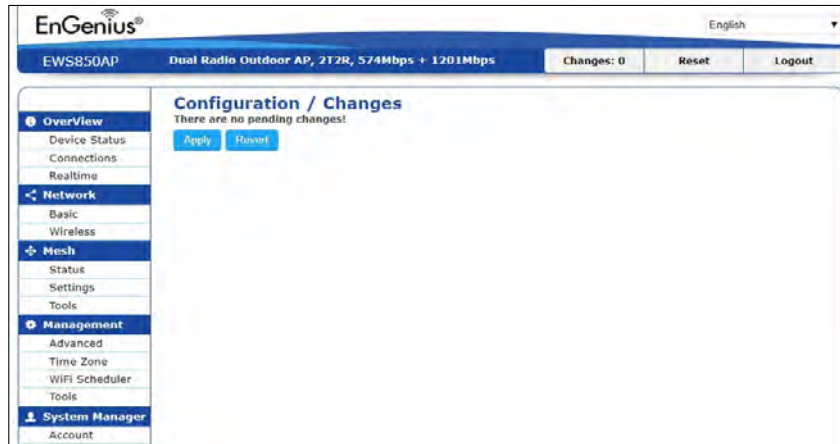 EnGenius®
English
EWS850AP
Dual Radio Outdoor AP, 2T2R, 574Mbps + 1201Mbps
Changes: 0
Reset
Logout
Configuration / Changes
There are no pending changes!
Apply
Revert
OverView
Device Status
Connections
Realtime
Network
Basic
Wireless
Mesh
Status
Settings
Tools
Management
Advanced
Time Zone
WiFi Scheduler
Tools
System Manager
Account